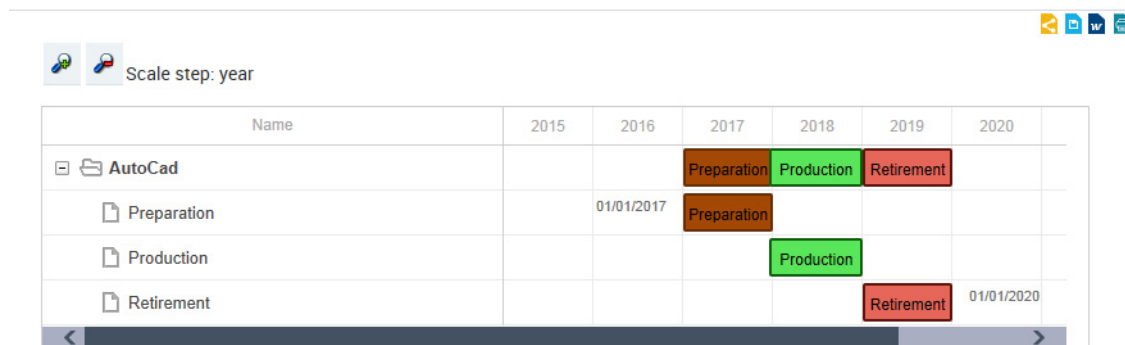 w
Scale step: year
Name 2015 2016 2017 2018 2019 2020
AutoCad Preparation Production Retirement
Preparation 01/01/2017 Preparation
Production Production
Retirement Retirement 01/01/2020